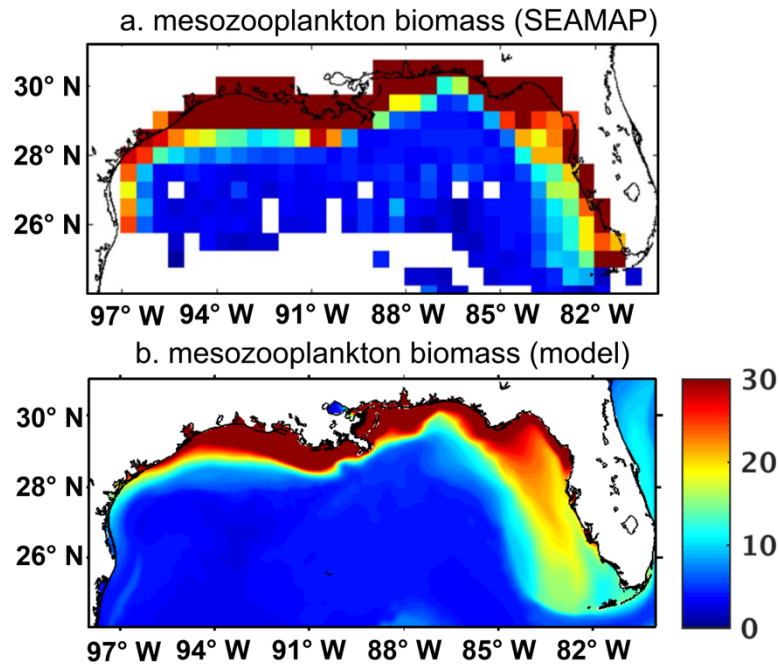 a. mesozooplankton biomass (SEAMAP)
30° N
28° N
26° N
97° W 94° W 91° W 88° W 85° W 82° W
b. mesozooplankton biomass (model)
30° N
28° N
26° N
97° W 94° W 91° W 88° W 85° W 82° W
30
20
10
0